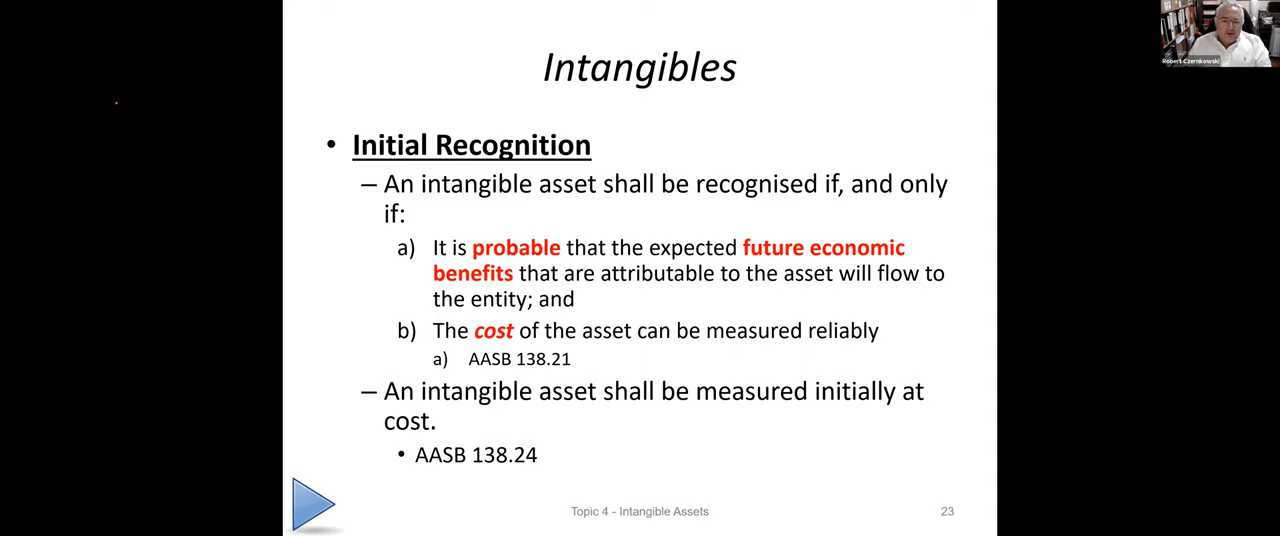 Intangibles
Robert Czernkowski
• Initial Recognition
– An intangible asset shall be recognised if, and only
if:
a) It is probable that the expected future economic
benefits that are attributable to the asset will flow to
the entity; and
b) The cost of the asset can be measured reliably
a) AASB 138.21
– An intangible asset shall be measured initially at
cost.
• AASB 138.24
Topic 4 - Intangible Assets
23